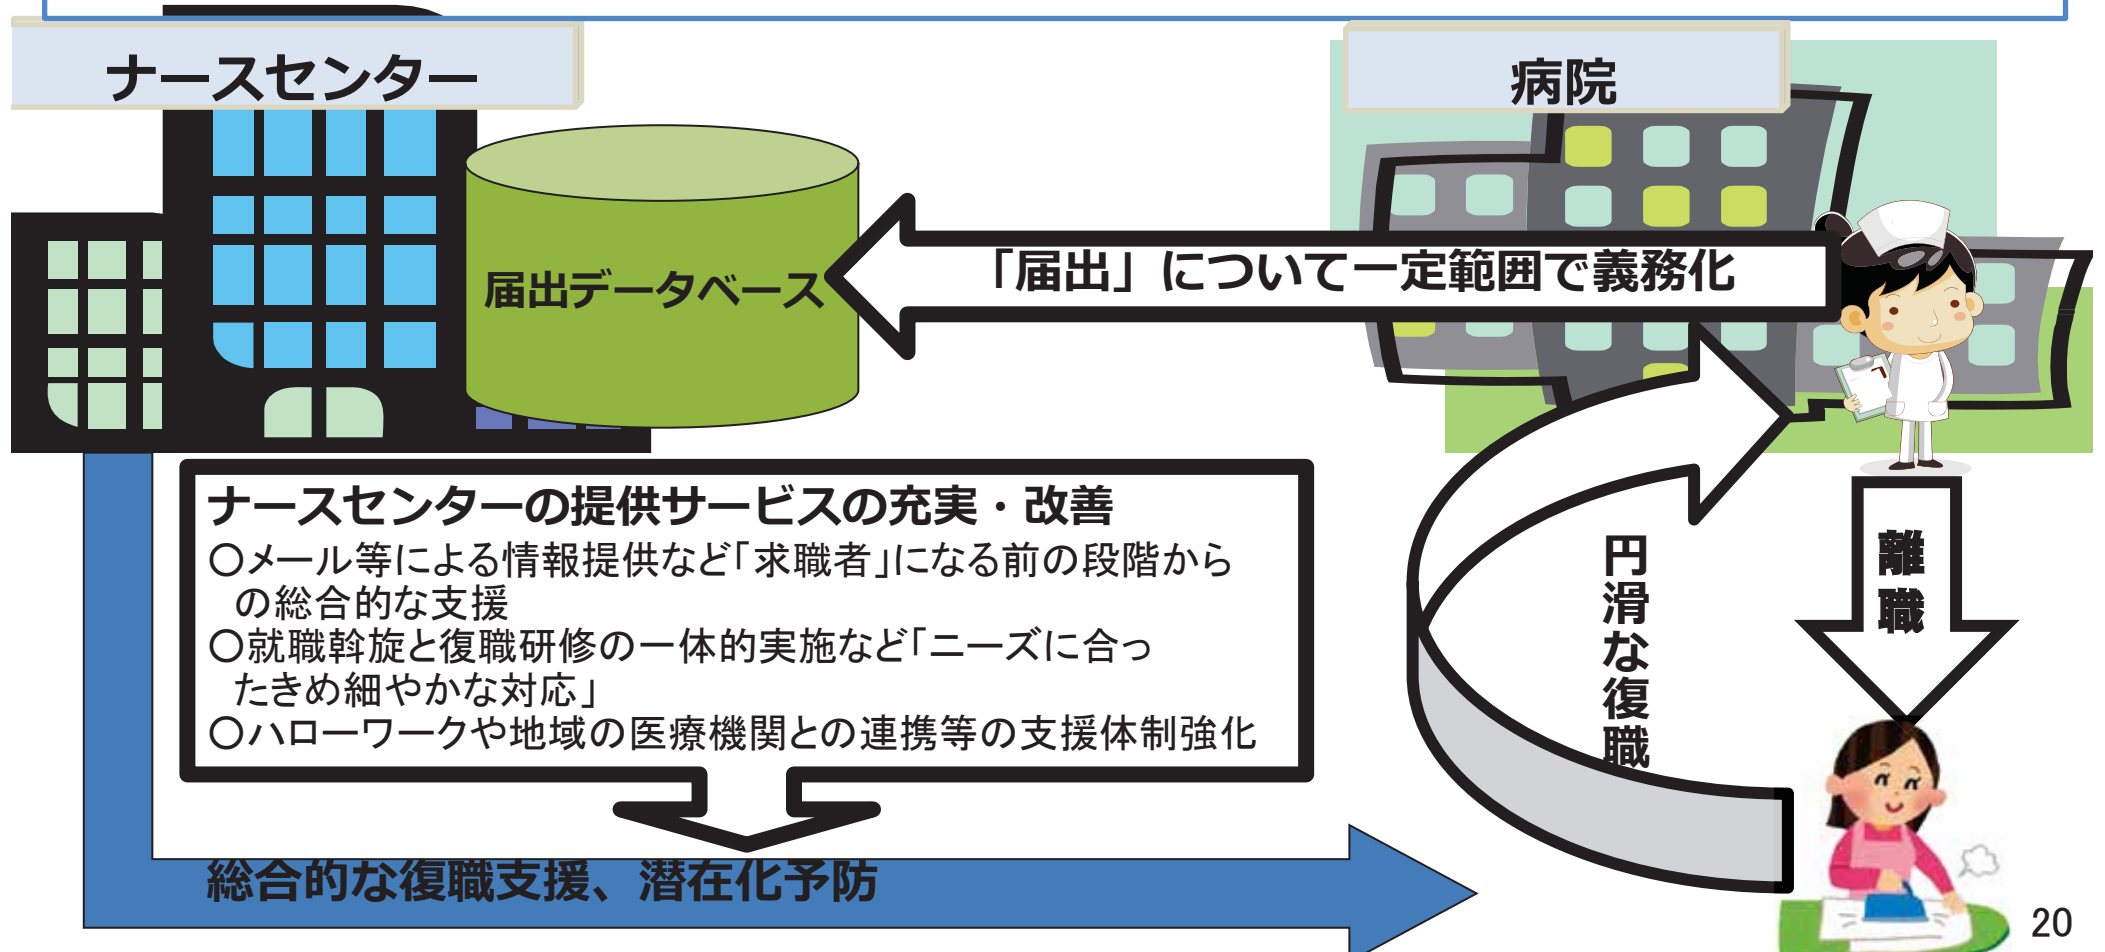 ナースセンター
病院
届出データベース
「届出」について一定範囲で義務化
ナースセンターの提供サービスの充実・改善
○メール等による情報提供など「求職者」になる前の段階から
の総合的な支援
○就職斡旋と復職研修の一体的実施など「ニーズに合っ
たきめ細やかな対応」
○ハローワークや地域の医療機関との連携等の支援体制強化
円滑な復職
離職
総合的な復職支援、潜在化予防
20